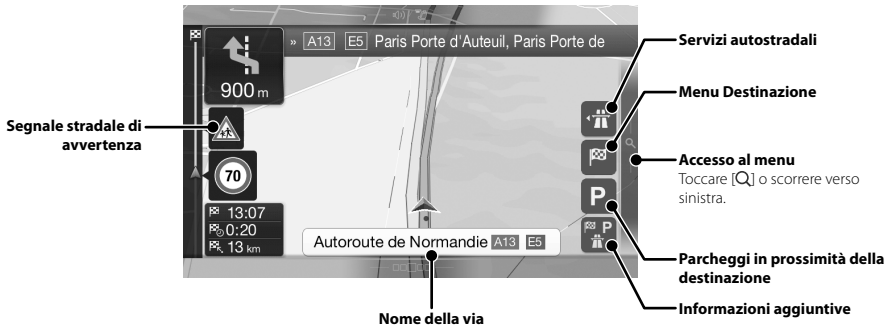 » A13 E5 Paris Porte d'Auteuil, Paris Porte de
900 m
70
13:07
0:20
13 km
Autoroute de Normandie A13 E5
P
P
Segnale stradale di
avvertenza
Nome della via
Servizi autostradali
Menu Destinazione
Accesso al menu
Toccare [ ] o scorrere verso
sinistra.
Parcheggi in prossimità della
destinazione
Informazioni aggiuntive